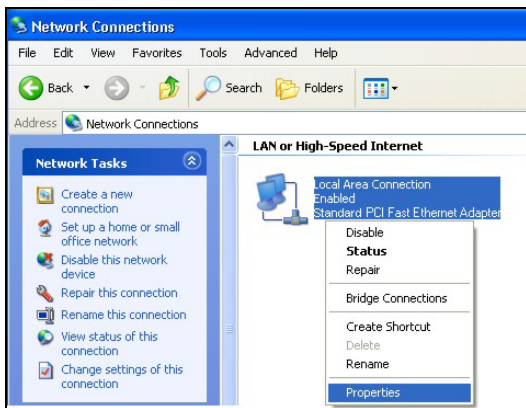 Network Connections
File Edit View Favorites Tools Advanced Help
Back Search Folders
Address Network Connections
Network Tasks
Create a new
connection
Set up a home or small
office network
Disable this network
device
Repair this connection
Rename this connection
View status of this
connection
Change settings of this
connection
LAN or High-Speed Internet
Local Area Connection
Enabled
Standard PCI Fast Ethernet Adapter
Disable
Status
Repair
Bridge Connections
Create Shortcut
Delete
Rename
Properties